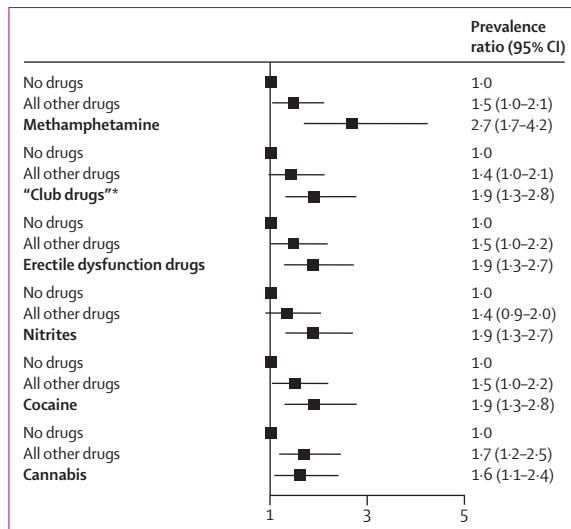 Prevalence
ratio (95% CI)
No drugs 1·0
All other drugs 1·5 (1·0–2·1)
Methamphetamine 2·7 (1·7–4·2)
No drugs 1·0
All other drugs 1·4 (1·0–2·1)
“Club drugs”* 1·9 (1·3–2·8)
No drugs 1·0
All other drugs 1·5 (1·0–2·2)
Erectile dysfunction drugs 1·9 (1·3–2·7)
No drugs 1·0
All other drugs 1·4 (0·9–2·0)
Nitrites 1·9 (1·3–2·7)
No drugs 1·0
All other drugs 1·5 (1·0–2·2)
Cocaine 1·9 (1·3–2·8)
No drugs 1·0
All other drugs 1·7 (1·2–2·5)
Cannabis 1·6 (1·1–2·4)
1 3 5